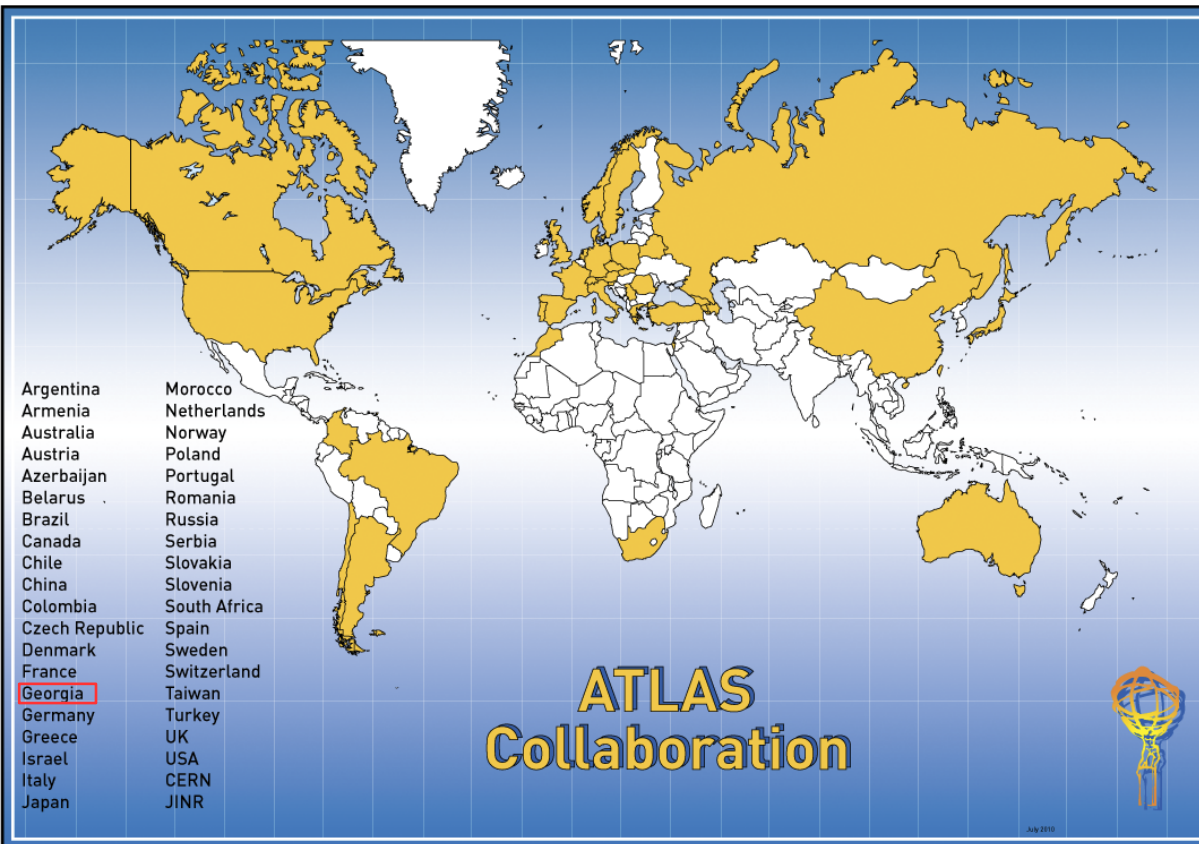 Argentina
Armenia
Australia
Austria
Azerbaijan
Belarus
Brazil
Canada
Chile
China
Colombia
Czech Republic
Denmark
France
Georgia
Germany
Greece
Israel
Italy
Japan
Morocco
Netherlands
Norway
Poland
Portugal
Romania
Russia
Serbia
Slovakia
Slovenia
South Africa
Spain
Sweden
Switzerland
Taiwan
Turkey
UK
USA
CERN
JINR
ATLAS
Collaboration
July 2010